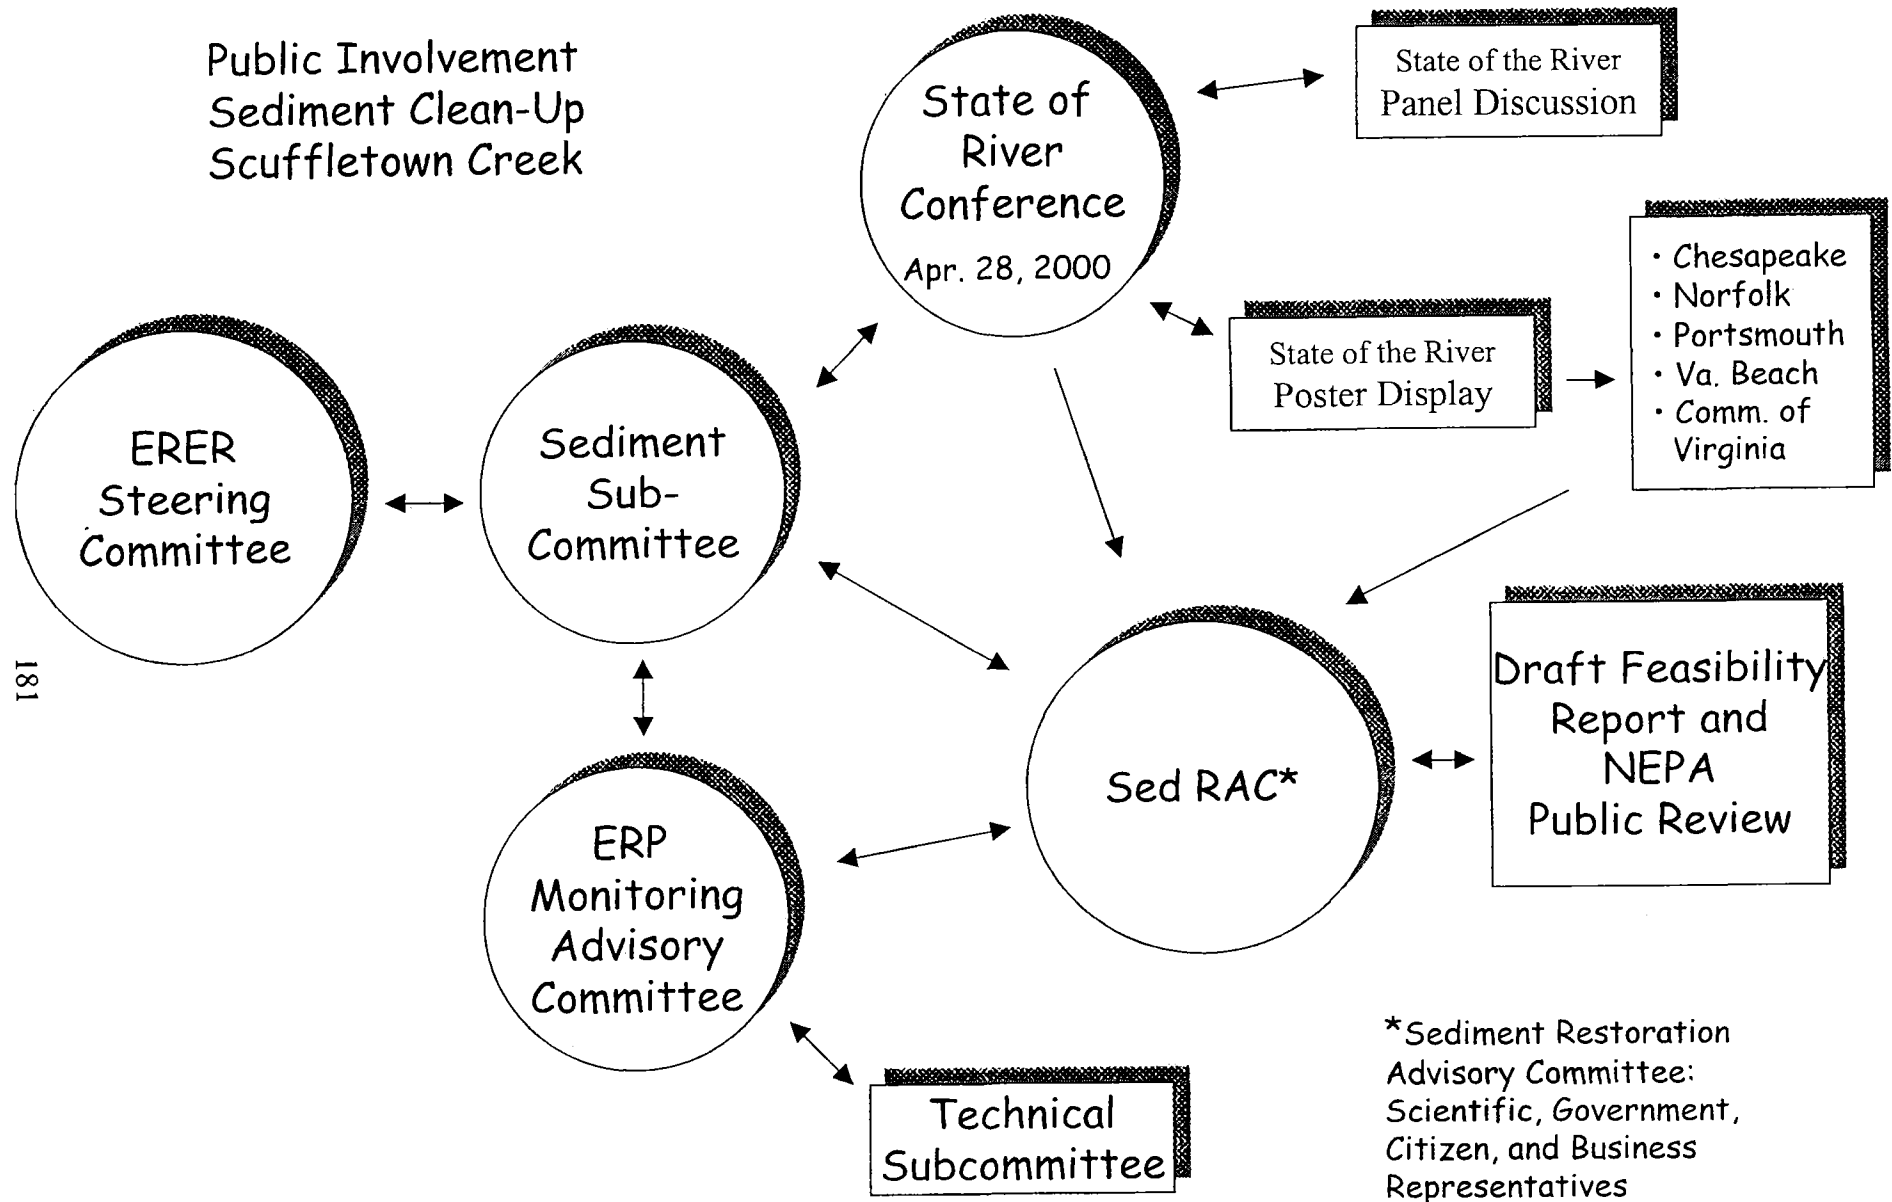 Public Involvement
Sediment Clean-Up
Scuffletown Creek
State of
River
Conference
Apr. 28, 2000
State of the River
Panel Discussion
State of the River
Poster Display
· Chesapeake
· Norfolk
· Portsmouth
· Va. Beach
· Comm. of
Virginia
ERER
Steering
Committee
Sediment
Sub-
Committee
Sed RAC*
Draft Feasibility
Report and
NEPA
Public Review
ERP
Monitoring
Advisory
Committee
Technical
Subcommittee
*Sediment Restoration
Advisory Committee:
Scientific, Government,
Citizen, and Business
Representatives
181